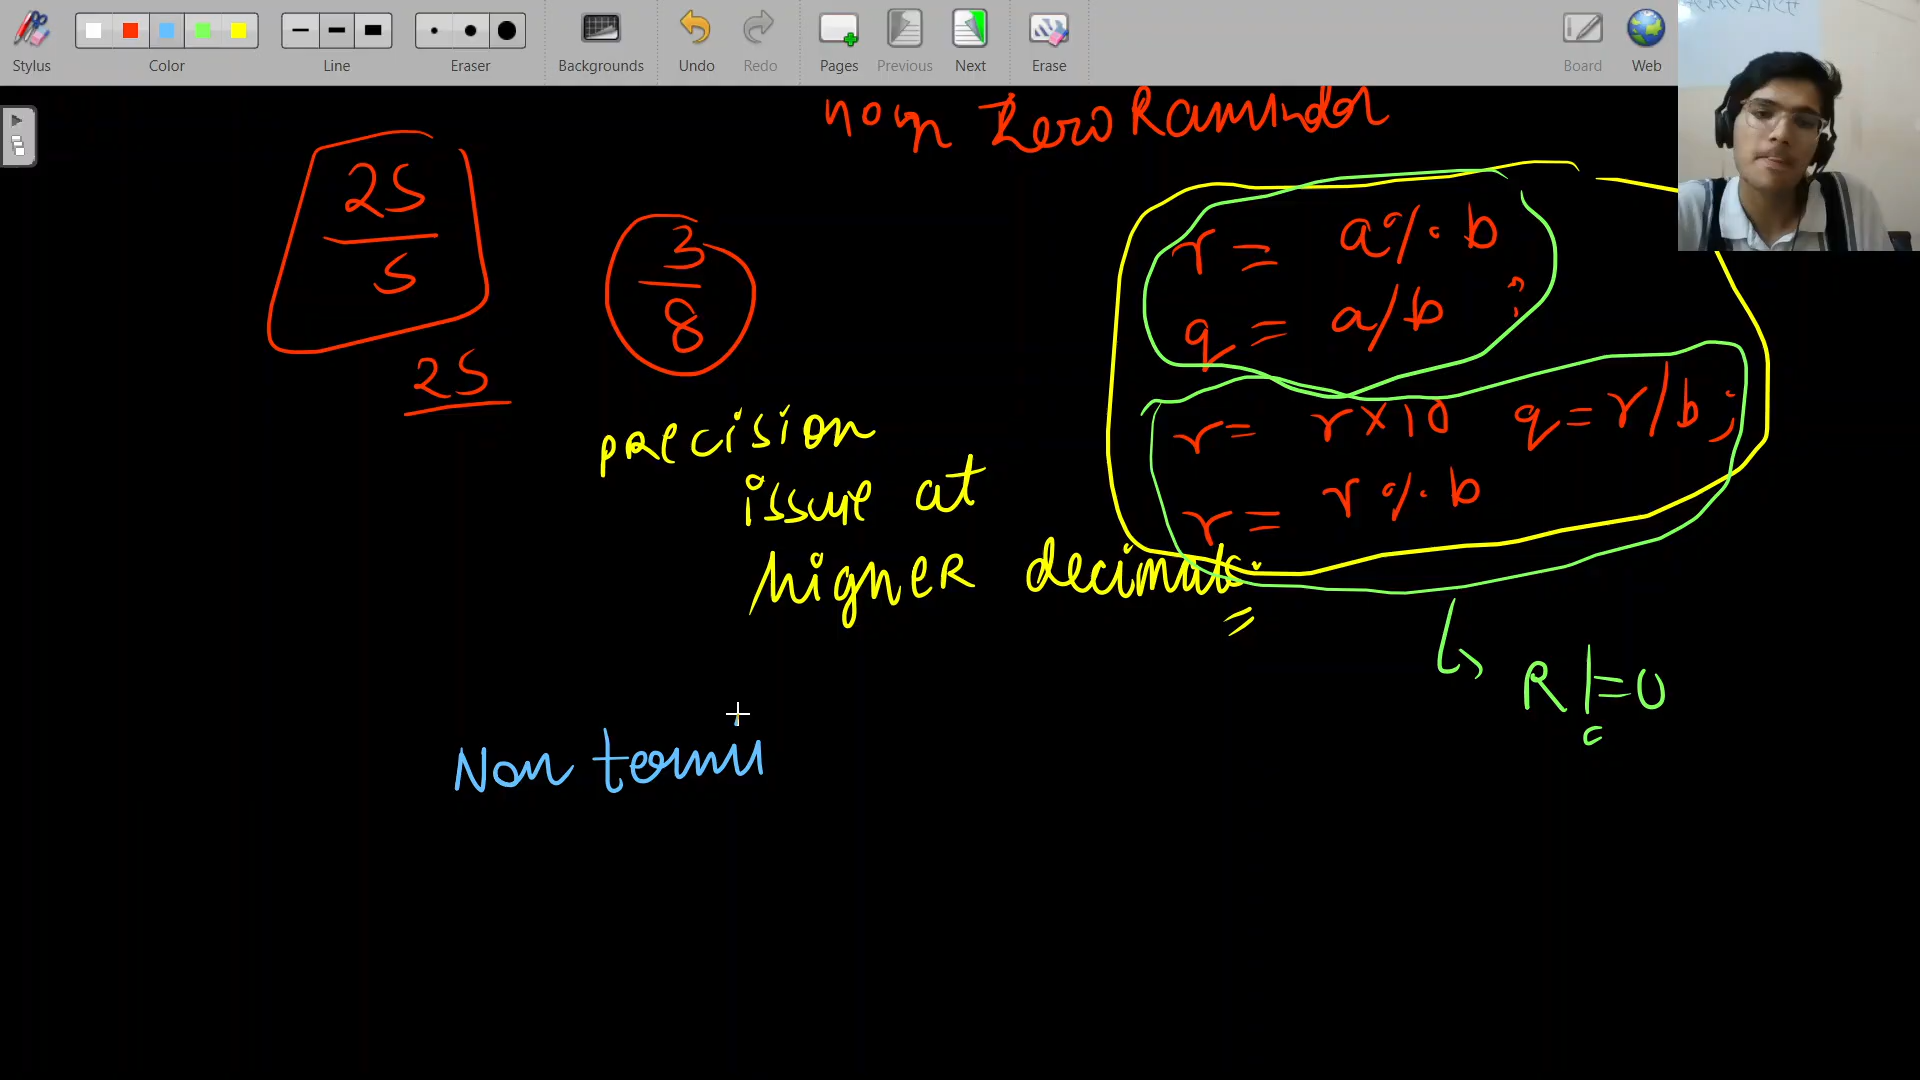 Stylus Color Line Eraser Backgrounds Undo Redo Pages Previous Next Erase Board Web
non Zero Ramindor
25
5
3
8
25
r = a % b
q = a/b ;
r = r × 10 q = r/b;
r = r % b
precision
issue at
higher decimals.
R != 0
Non termi